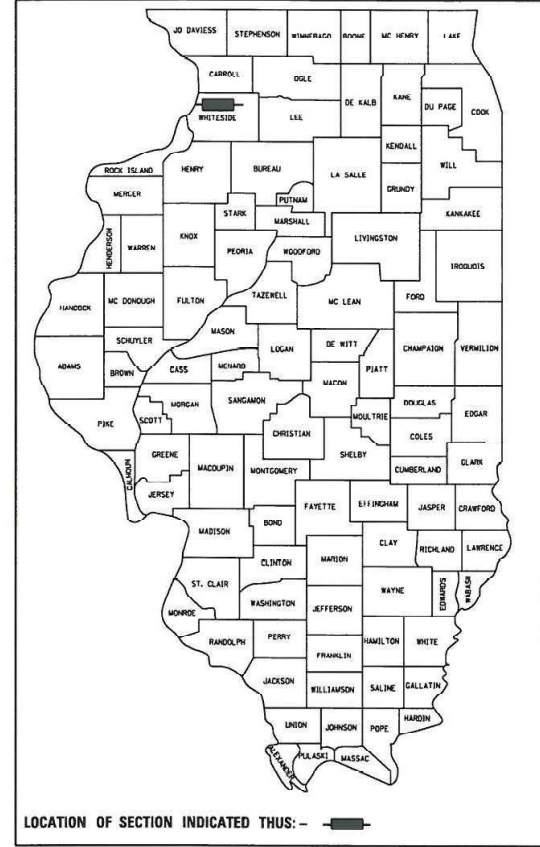 JO DAVIESS
STEPHENSON
WINNEBAGO
BOONE
MC HENRY
LAKE
CARROLL
OGLE
WHITESIDE
LEE
DE KALB
KANE
DU PAGE
COOK
KENDALL
WILL
ROCK ISLAND
HENRY
BUREAU
LA SALLE
GRUNDY
MERCER
PUTNAM
STARK
MARSHALL
KANKAKEE
HENDERSON
WARREN
KNOX
PEORIA
WOODFORD
LIVINGSTON
IROQUOIS
HANCOCK
MC DONOUGH
FULTON
TAZEWELL
MC LEAN
FORD
MASON
SCHUYLER
LOGAN
DE WITT
CHAMPAIGN
VERMILION
ADAMS
BROWN
CASS
MENARD
PIATT
MACON
MORGAN
SANGAMON
DOUGLAS
EDGAR
PIKE
SCOTT
CHRISTIAN
MOULTRIE
COLES
GREENE
MACOUPIN
MONTGOMERY
SHELBY
CUMBERLAND
CLARK
CALHOUN
JERSEY
FAYETTE
EFFINGHAM
JASPER
CRAWFORD
MADISON
BOND
CLAY
RICHLAND
LAWRENCE
CLINTON
MARION
ST. CLAIR
WAYNE
EDWARDS
WABASH
MONROE
WASHINGTON
JEFFERSON
RANDOLPH
PERRY
HAMILTON
WHITE
FRANKLIN
JACKSON
WILLIAMSON
SALINE
GALLATIN
UNION
JOHNSON
POPE
HARDIN
ALEXANDER
PULASKI
MASSAC
LOCATION OF SECTION INDICATED THUS: -